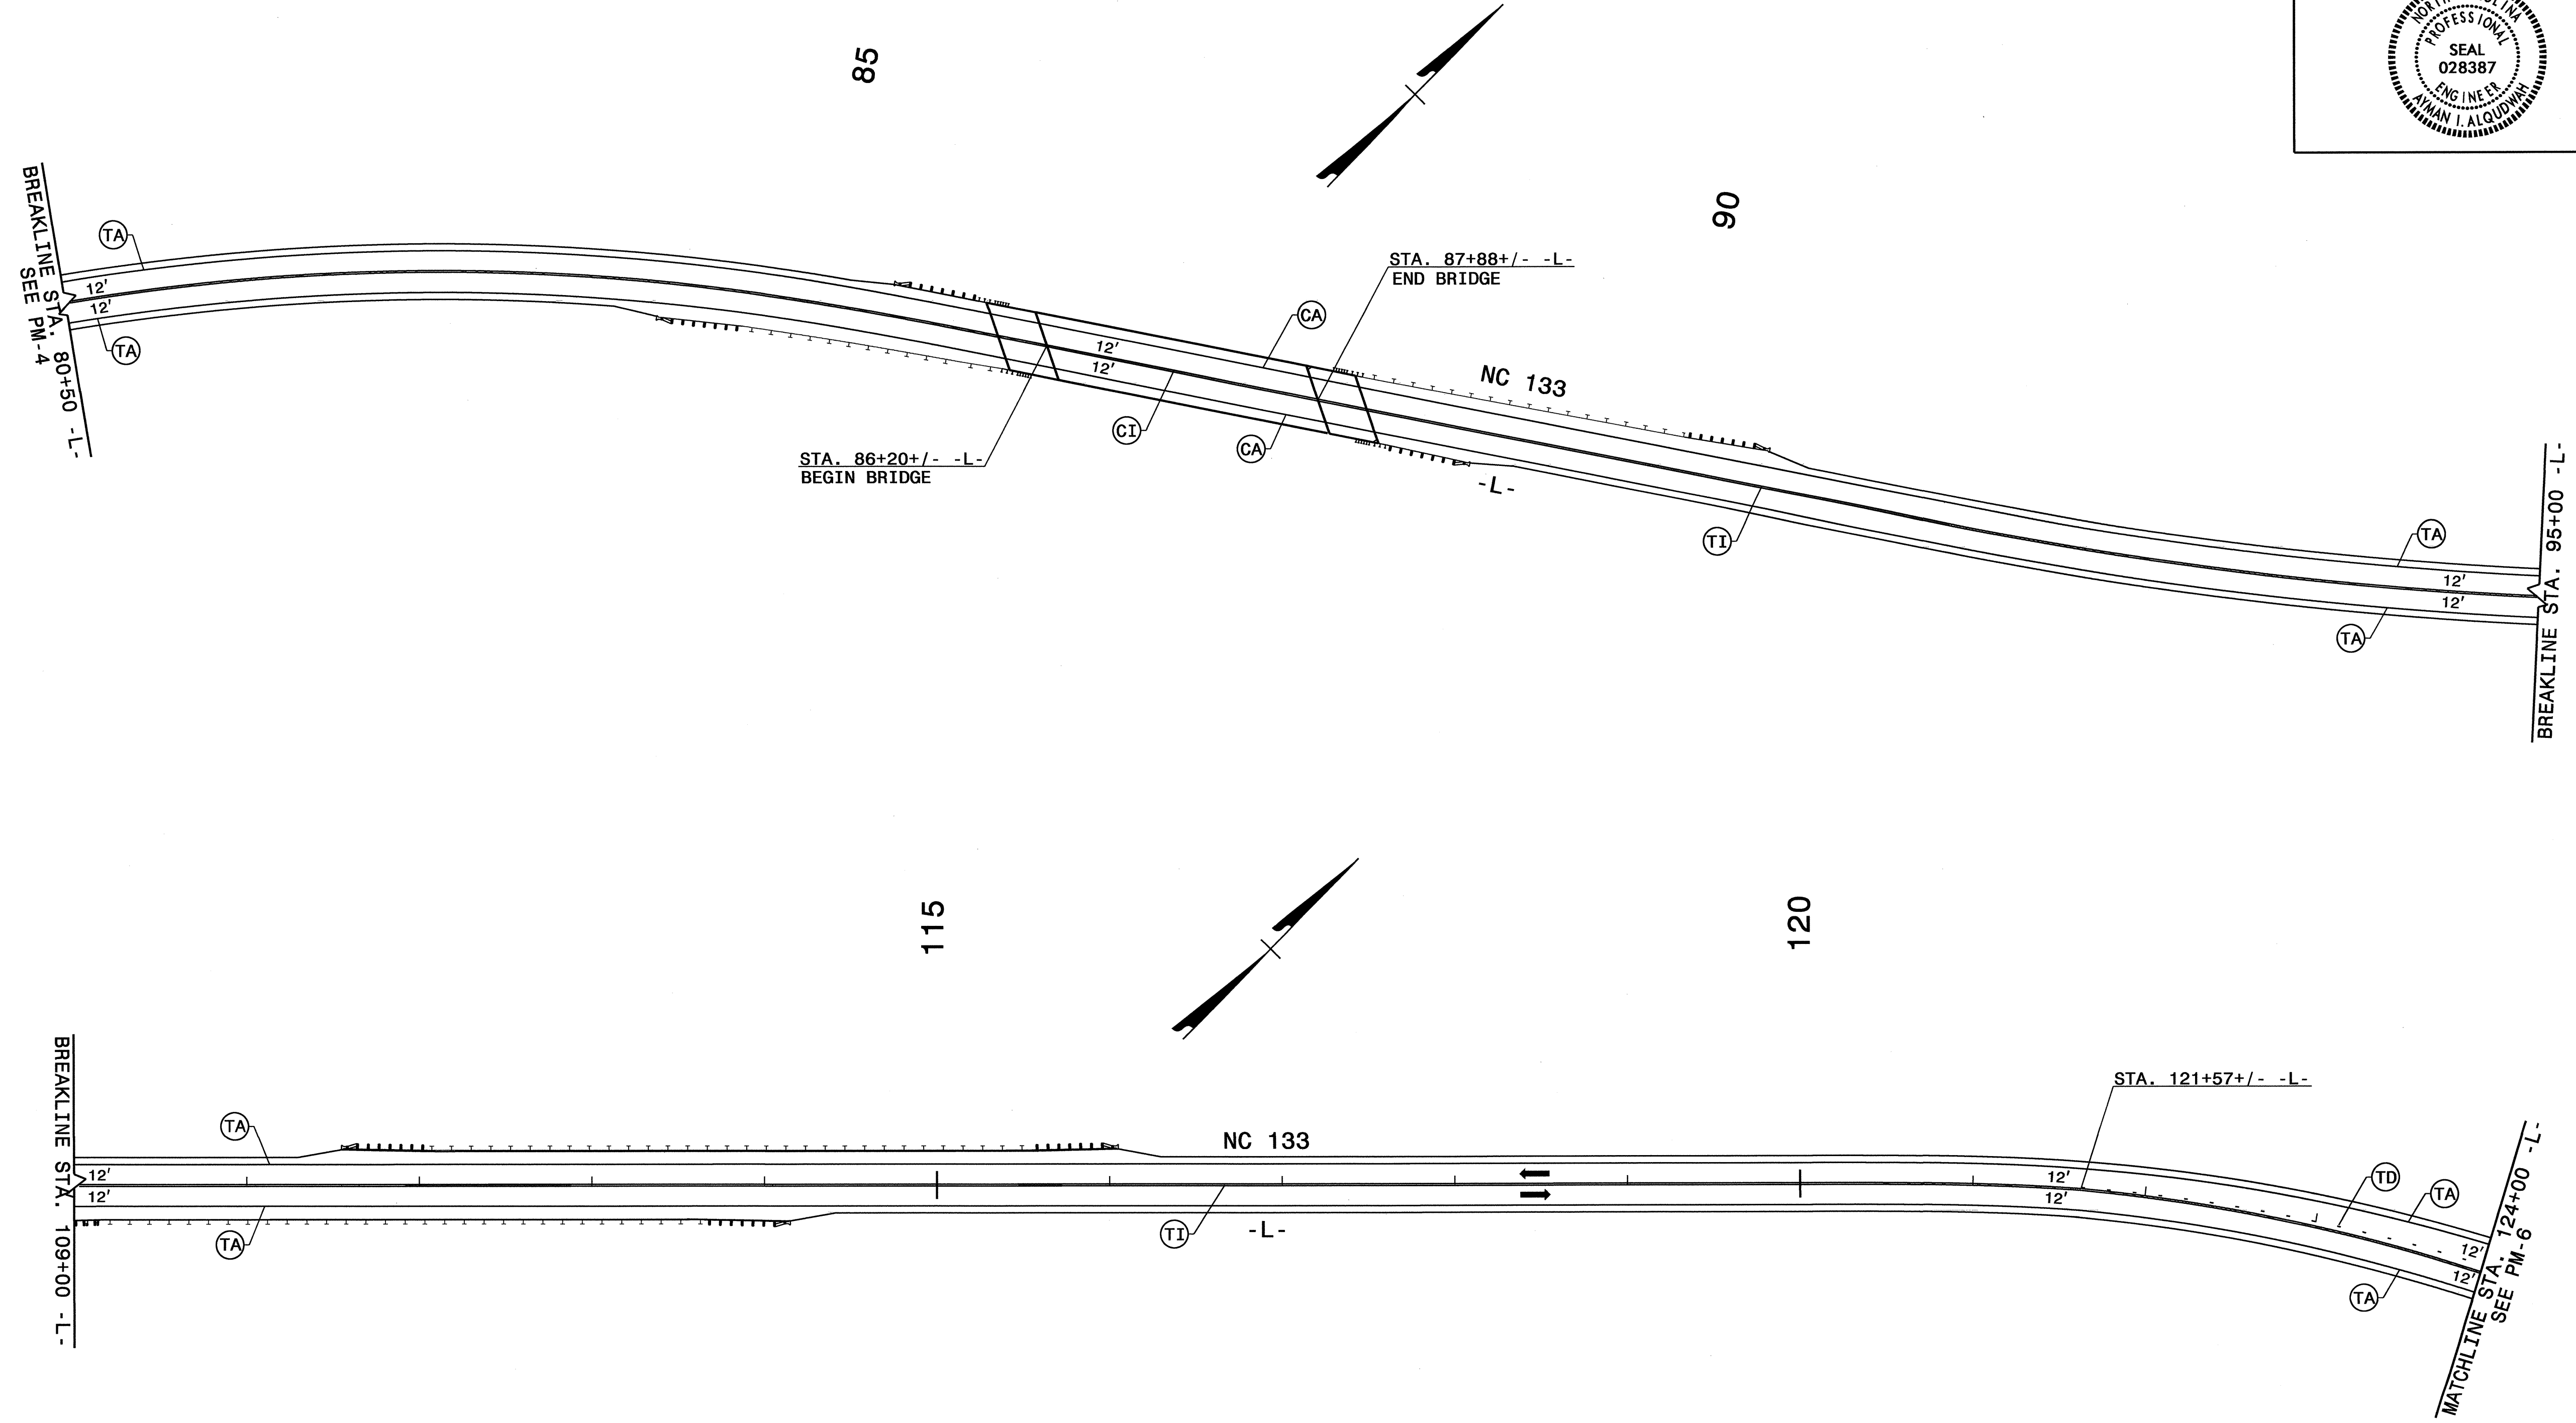 NORTH CAROLINA
PROFESSIONAL
SEAL
028387
ENGINEER
AYMAN I. ALQUDWAH
85
90
BREAKLINE STA. 80+50 -L-
SEE PM-4
TA
12'
12'
TA
STA. 86+20+/- -L-
BEGIN BRIDGE
12'
12'
CI
CA
CA
STA. 87+88+/- -L-
END BRIDGE
NC 133
-L-
TI
TA
12'
12'
TA
BREAKLINE STA. 95+00 -L-
115
120
BREAKLINE STA. 109+00 -L-
TA
12'
12'
TA
NC 133
TI
-L-
STA. 121+57+/- -L-
12'
12'
TD
TA
12'
12'
TA
MATCHLINE STA. 124+00 -L-
SEE PM-6